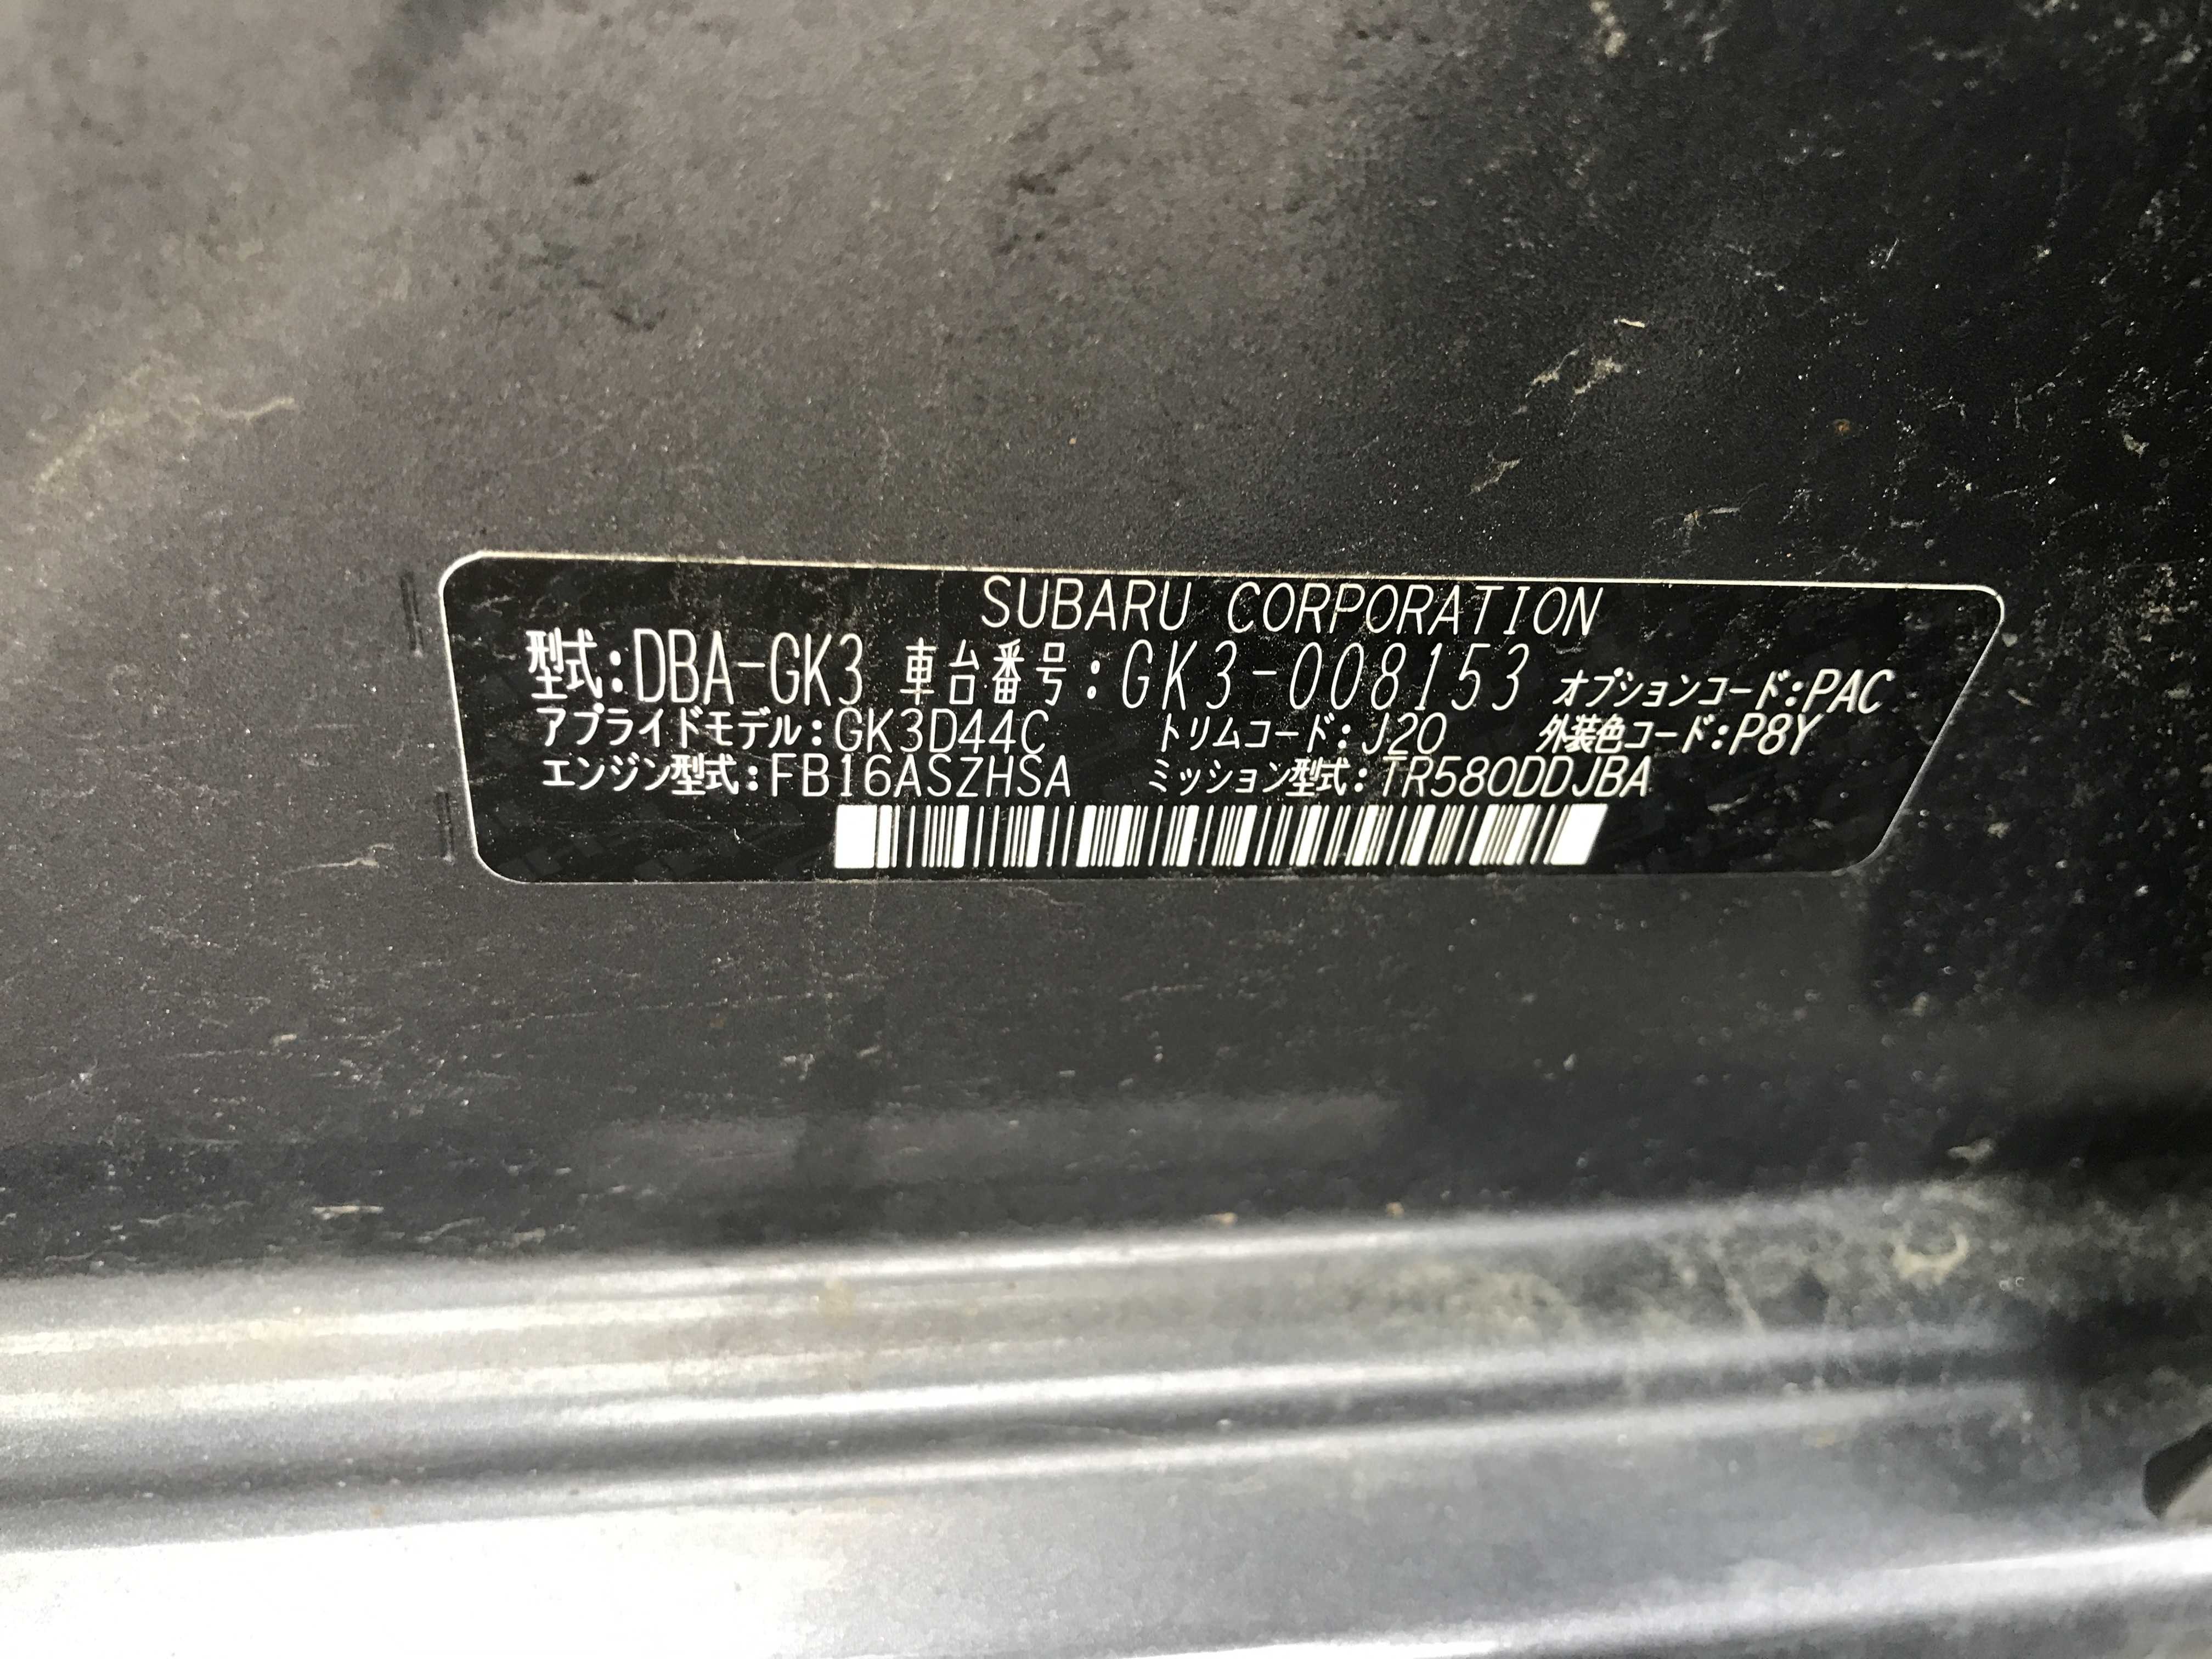 SUBARU CORPORATION
型式:DBA-GK3 車台番号:GK3-008153 オプションコード:PAC
アプライドモデル:GK3D44C トリムコード:J20 外装色コード:P8Y
エンジン型式:FB16ASZHSA ミッション型式:TR580DDJBA